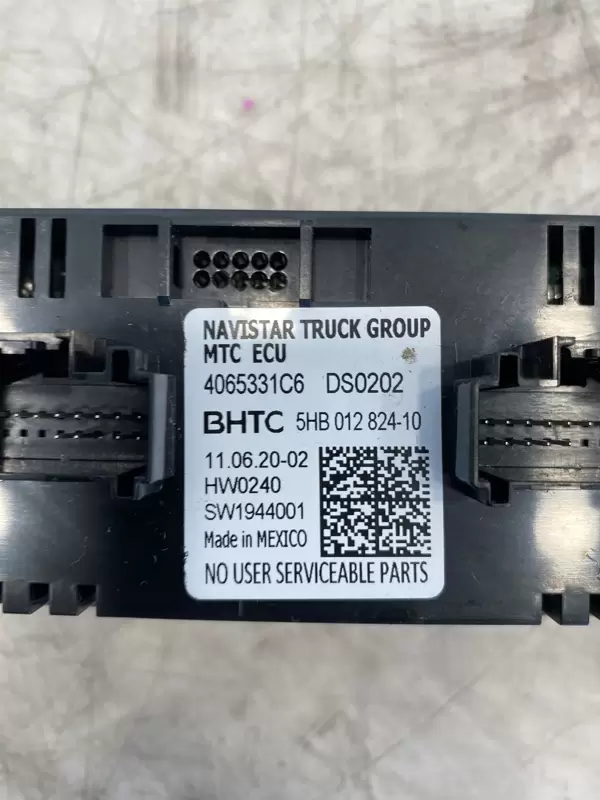 NAVISTAR TRUCK GROUP
MTC ECU
4065331C6 DS0202
BHTC 5HB 012 824-10
11.06.20-02
HW0240
SW1944001
Made in MEXICO
NO USER SERVICEABLE PARTS